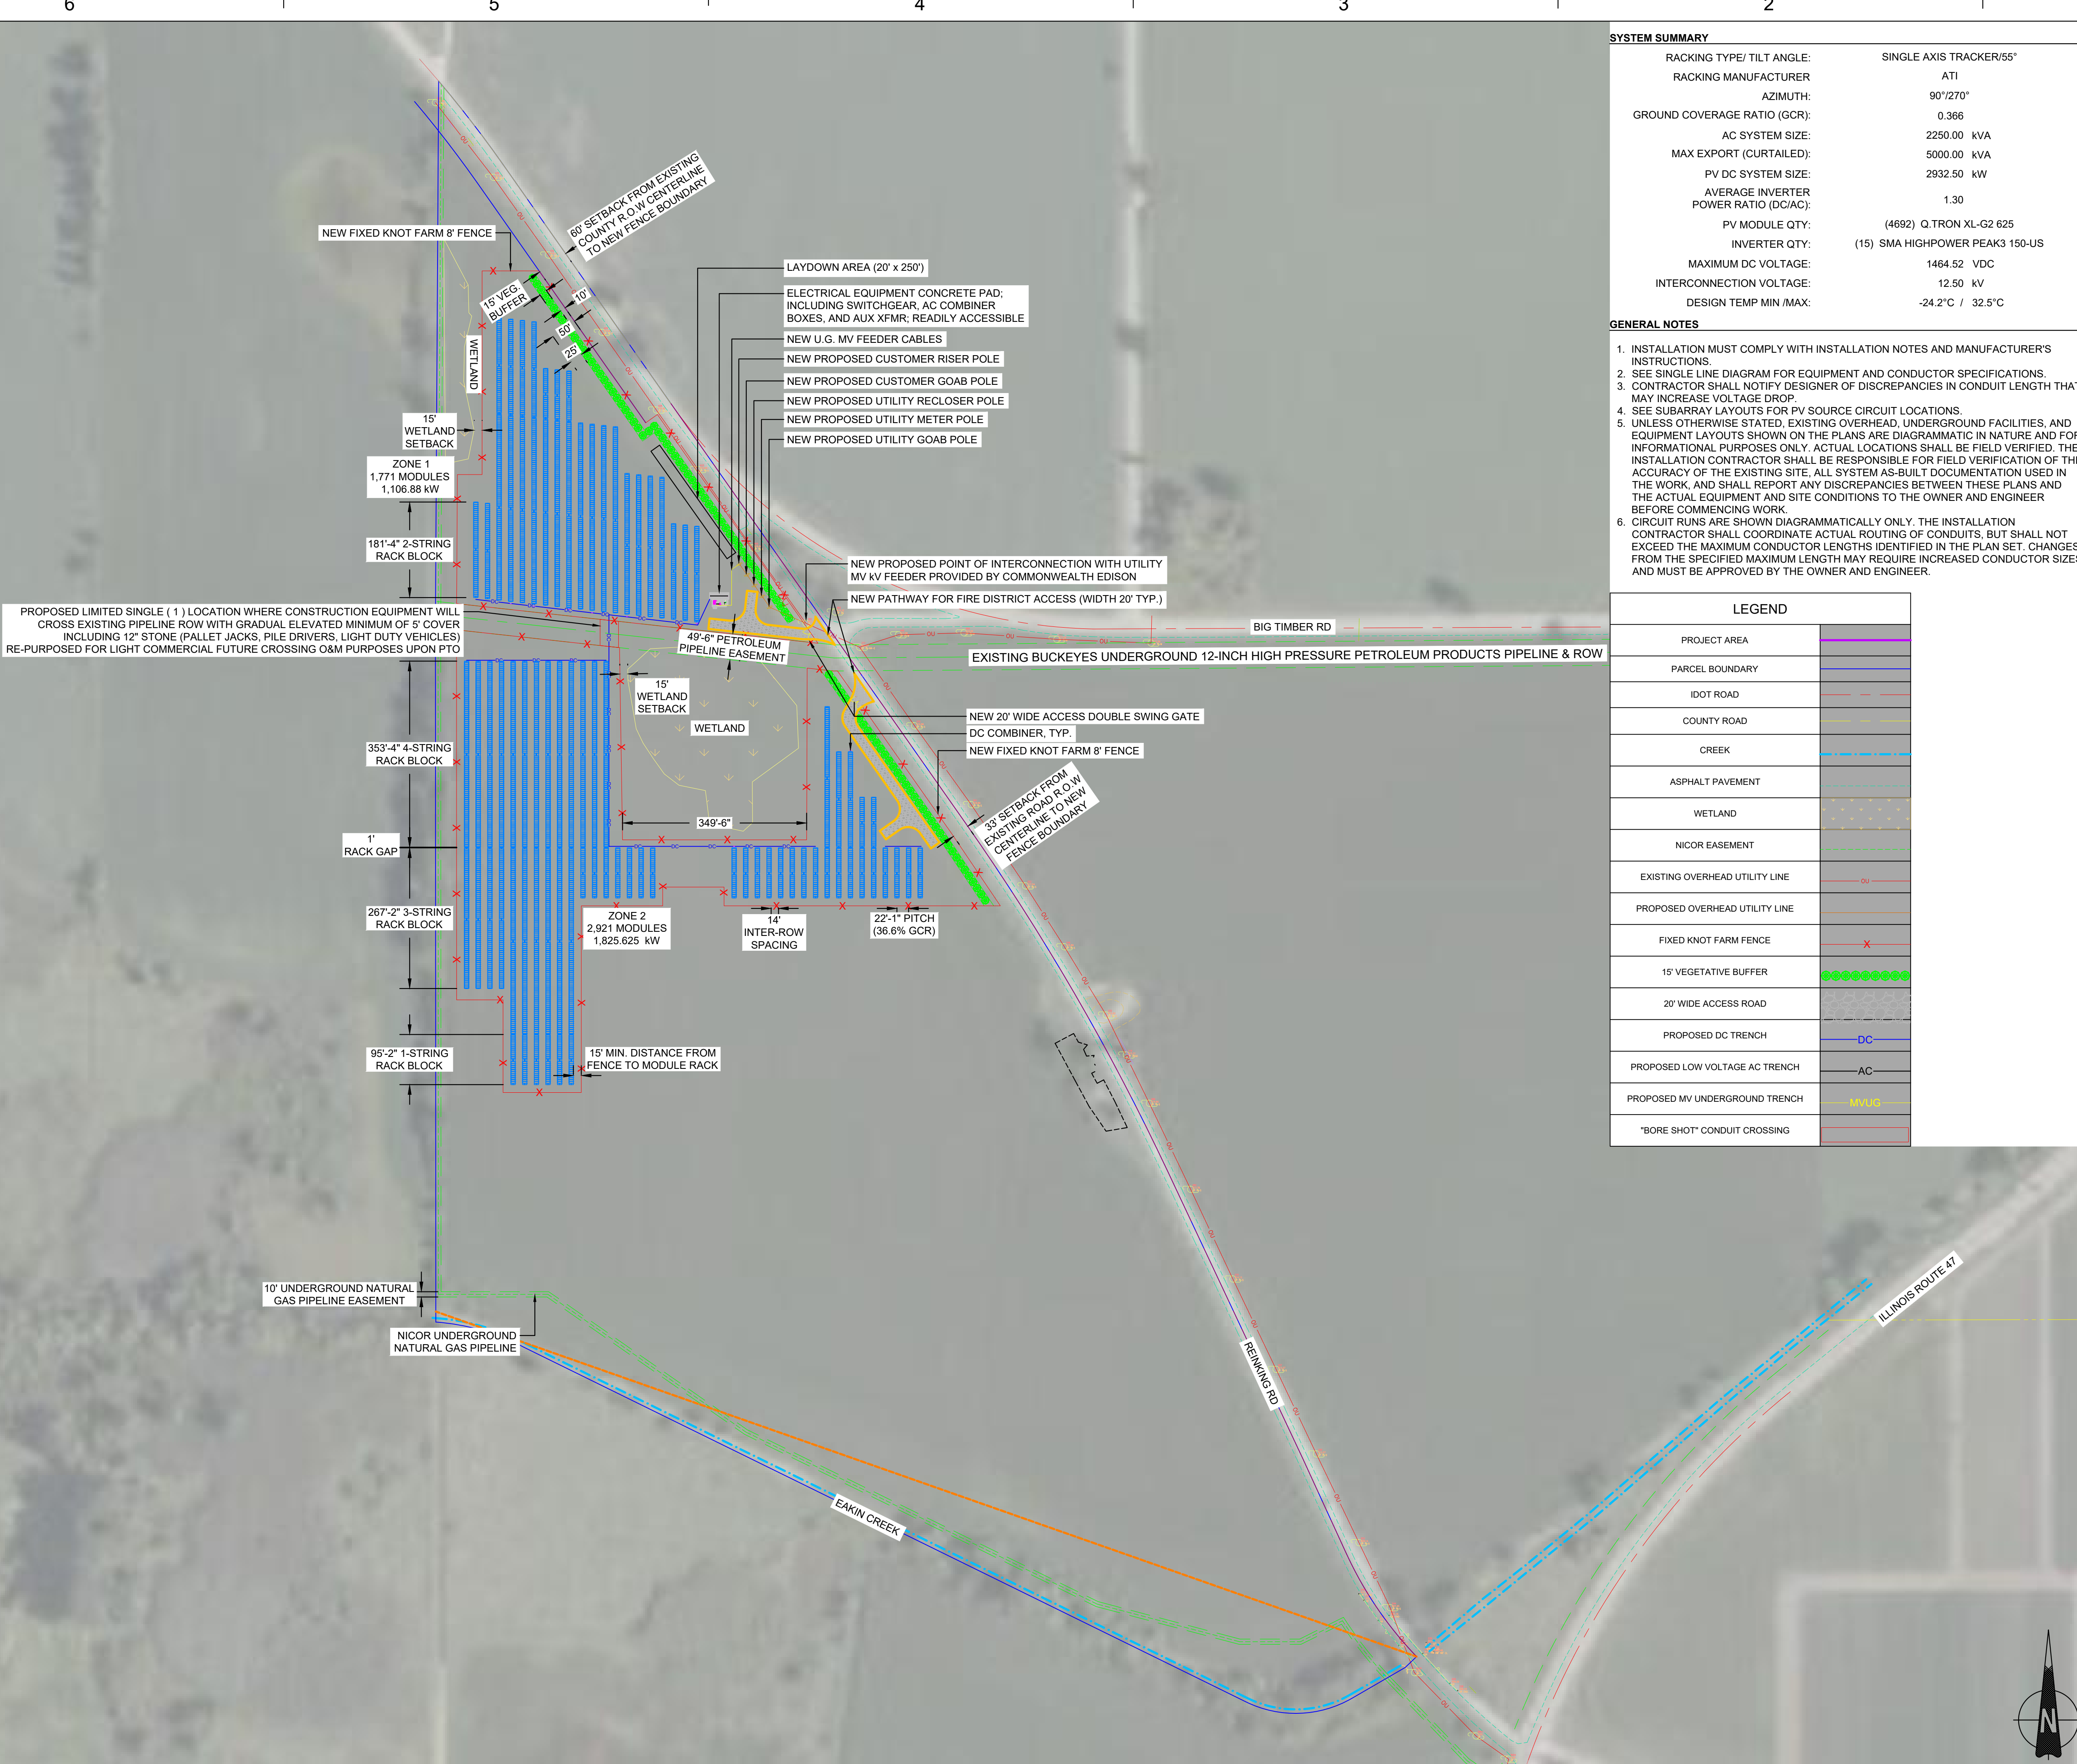 6
5
4
3
2
SYSTEM SUMMARY
RACKING TYPE/ TILT ANGLE: SINGLE AXIS TRACKER/55°
RACKING MANUFACTURER ATI
AZIMUTH: 90°/270°
GROUND COVERAGE RATIO (GCR): 0.366
AC SYSTEM SIZE: 2250.00 kVA
MAX EXPORT (CURTAILED): 5000.00 kVA
PV DC SYSTEM SIZE: 2932.50 kW
AVERAGE INVERTER
POWER RATIO (DC/AC): 1.30
PV MODULE QTY: (4692) Q.TRON XL-G2 625
INVERTER QTY: (15) SMA HIGHPOWER PEAK3 150-US
MAXIMUM DC VOLTAGE: 1464.52 VDC
INTERCONNECTION VOLTAGE: 12.50 kV
DESIGN TEMP MIN /MAX: -24.2°C / 32.5°C
GENERAL NOTES
1. INSTALLATION MUST COMPLY WITH INSTALLATION NOTES AND MANUFACTURER'S
INSTRUCTIONS.
2. SEE SINGLE LINE DIAGRAM FOR EQUIPMENT AND CONDUCTOR SPECIFICATIONS.
3. CONTRACTOR SHALL NOTIFY DESIGNER OF DISCREPANCIES IN CONDUIT LENGTH THAT
MAY INCREASE VOLTAGE DROP.
4. SEE SUBARRAY LAYOUTS FOR PV SOURCE CIRCUIT LOCATIONS.
5. UNLESS OTHERWISE STATED, EXISTING OVERHEAD, UNDERGROUND FACILITIES, AND
EQUIPMENT LAYOUTS SHOWN ON THE PLANS ARE DIAGRAMMATIC IN NATURE AND FOR
INFORMATIONAL PURPOSES ONLY. ACTUAL LOCATIONS SHALL BE FIELD VERIFIED. THE
INSTALLATION CONTRACTOR SHALL BE RESPONSIBLE FOR FIELD VERIFICATION OF THE
ACCURACY OF THE EXISTING SITE, ALL SYSTEM AS-BUILT DOCUMENTATION USED IN
THE WORK, AND SHALL REPORT ANY DISCREPANCIES BETWEEN THESE PLANS AND
THE ACTUAL EQUIPMENT AND SITE CONDITIONS TO THE OWNER AND ENGINEER
BEFORE COMMENCING WORK.
6. CIRCUIT RUNS ARE SHOWN DIAGRAMMATICALLY ONLY. THE INSTALLATION
CONTRACTOR SHALL COORDINATE ACTUAL ROUTING OF CONDUITS, BUT SHALL NOT
EXCEED THE MAXIMUM CONDUCTOR LENGTHS IDENTIFIED IN THE PLAN SET. CHANGES
FROM THE SPECIFIED MAXIMUM LENGTH MAY REQUIRE INCREASED CONDUCTOR SIZES
AND MUST BE APPROVED BY THE OWNER AND ENGINEER.
LEGEND
PROJECT AREA
PARCEL BOUNDARY
IDOT ROAD
COUNTY ROAD
CREEK
ASPHALT PAVEMENT
WETLAND
NICOR EASEMENT
EXISTING OVERHEAD UTILITY LINE OU
PROPOSED OVERHEAD UTILITY LINE
FIXED KNOT FARM FENCE X
15' VEGETATIVE BUFFER
20' WIDE ACCESS ROAD
PROPOSED DC TRENCH DC
PROPOSED LOW VOLTAGE AC TRENCH AC
PROPOSED MV UNDERGROUND TRENCH MVUG
"BORE SHOT" CONDUIT CROSSING
60' SETBACK FROM EXISTING
COUNTY R.O.W CENTERLINE
TO NEW FENCE BOUNDARY
NEW FIXED KNOT FARM 8' FENCE
15' VEG.
BUFFER
10'
50'
25'
LAYDOWN AREA (20' x 250')
ELECTRICAL EQUIPMENT CONCRETE PAD;
INCLUDING SWITCHGEAR, AC COMBINER
BOXES, AND AUX XFMR; READILY ACCESSIBLE
NEW U.G. MV FEEDER CABLES
NEW PROPOSED CUSTOMER RISER POLE
NEW PROPOSED CUSTOMER GOAB POLE
NEW PROPOSED UTILITY RECLOSER POLE
NEW PROPOSED UTILITY METER POLE
NEW PROPOSED UTILITY GOAB POLE
WETLAND
15'
WETLAND
SETBACK
ZONE 1
1,771 MODULES
1,106.88 kW
181'-4" 2-STRING
RACK BLOCK
NEW PROPOSED POINT OF INTERCONNECTION WITH UTILITY
MV kV FEEDER PROVIDED BY COMMONWEALTH EDISON
NEW PATHWAY FOR FIRE DISTRICT ACCESS (WIDTH 20' TYP.)
PROPOSED LIMITED SINGLE ( 1 ) LOCATION WHERE CONSTRUCTION EQUIPMENT WILL
CROSS EXISTING PIPELINE ROW WITH GRADUAL ELEVATED MINIMUM OF 5' COVER
INCLUDING 12" STONE (PALLET JACKS, PILE DRIVERS, LIGHT DUTY VEHICLES)
RE-PURPOSED FOR LIGHT COMMERCIAL FUTURE CROSSING O&M PURPOSES UPON PTO
49'-6" PETROLEUM
PIPELINE EASEMENT
BIG TIMBER RD
EXISTING BUCKEYES UNDERGROUND 12-INCH HIGH PRESSURE PETROLEUM PRODUCTS PIPELINE & ROW
15'
WETLAND
SETBACK
WETLAND
NEW 20' WIDE ACCESS DOUBLE SWING GATE
DC COMBINER, TYP.
NEW FIXED KNOT FARM 8' FENCE
353'-4" 4-STRING
RACK BLOCK
33' SETBACK FROM
EXISTING ROAD R.O.W
CENTERLINE TO NEW
FENCE BOUNDARY
349'-6"
1'
RACK GAP
267'-2" 3-STRING
RACK BLOCK
ZONE 2
2,921 MODULES
1,825.625 kW
14'
INTER-ROW
SPACING
22'-1" PITCH
(36.6% GCR)
95'-2" 1-STRING
RACK BLOCK
15' MIN. DISTANCE FROM
FENCE TO MODULE RACK
10' UNDERGROUND NATURAL
GAS PIPELINE EASEMENT
NICOR UNDERGROUND
NATURAL GAS PIPELINE
REINKING RD
ILLINOIS ROUTE 47
EAKIN CREEK
N